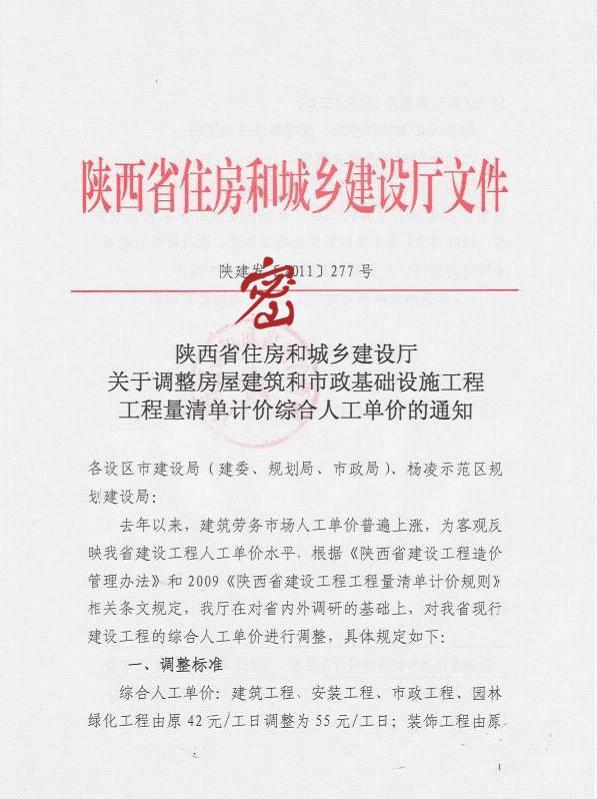 陕西省住房和城乡建设厅文件
陕建发〔2011〕277 号
密
陕西省住房和城乡建设厅
关于调整房屋建筑和市政基础设施工程
工程量清单计价综合人工单价的通知
各设区市建设局（建委、规划局、市政局）、杨凌示范区规
划建设局：
去年以来，建筑劳务市场人工单价普遍上涨，为客观反
映我省建设工程人工单价水平，根据《陕西省建设工程造价
管理办法》和 2009《陕西省建设工程工程量清单计价规则》
相关条文规定，我厅在对省内外调研的基础上，对我省现行
建设工程的综合人工单价进行调整，具体规定如下：
一、调整标准
综合人工单价：建筑工程、安装工程、市政工程、园林
绿化工程由原 42 元/工日调整为 55 元/工日；装饰工程由原
1